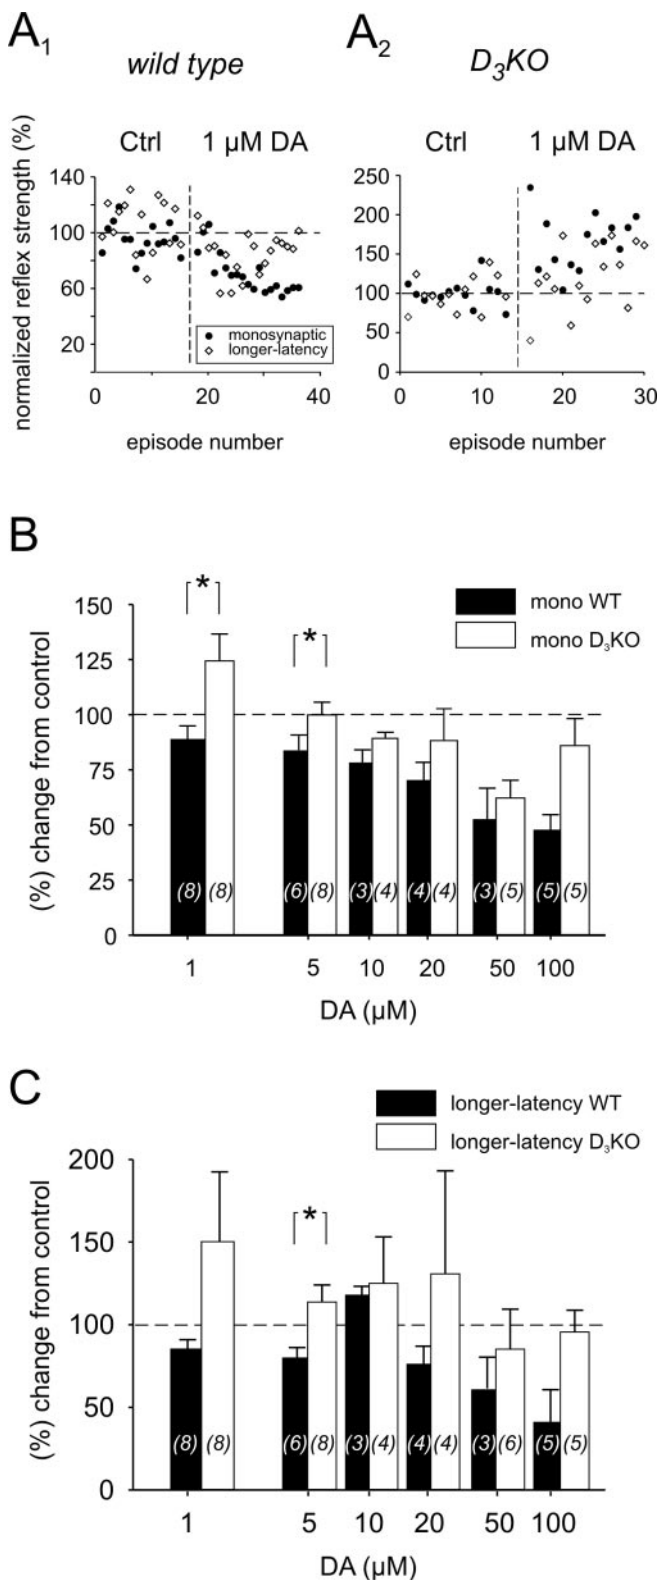 A1 wild type
A2 D3KO
normalized reflex strength (%)
Ctrl 1 µM DA
140
100
60
20
0 20 40
monosynaptic
longer-latency
episode number
Ctrl 1 µM DA
250
200
150
100
50
0
0 10 20 30
episode number
B
(%) change from control
150
125
100
75
50
25
0
* *
mono WT
mono D3KO
(8) (8) (6) (8) (3) (4) (4) (4) (3) (5) (5) (5)
1 5 10 20 50 100
DA (µM)
C
(%) change from control
200
150
100
50
0
*
longer-latency WT
longer-latency D3KO
(8) (8) (6) (8) (3) (4) (4) (4) (3) (6) (5) (5)
1 5 10 20 50 100
DA (µM)